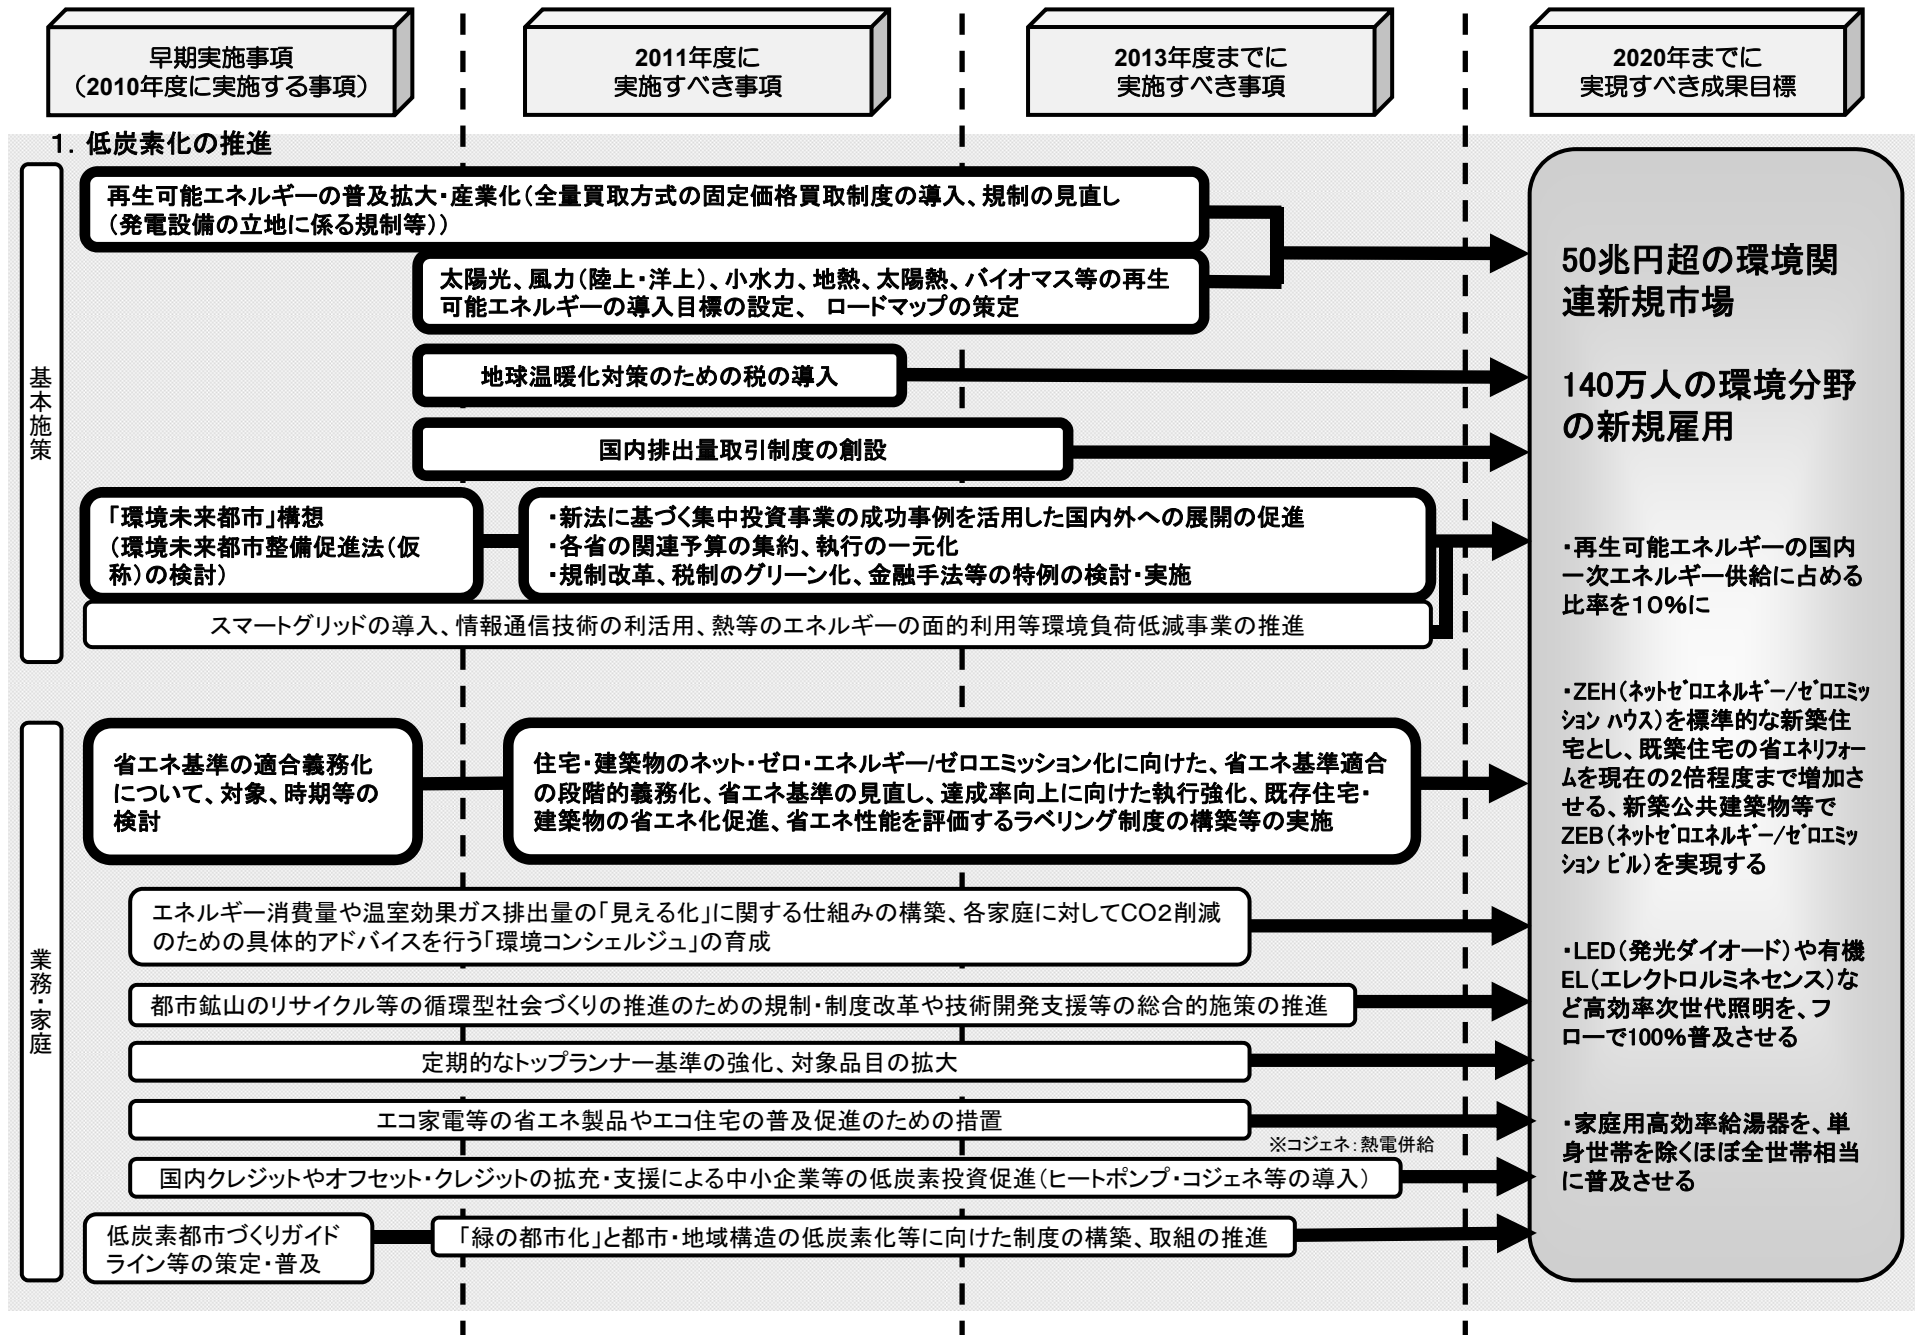 早期実施事項
（2010年度に実施する事項）
2011年度に
実施すべき事項
2013年度までに
実施すべき事項
2020年までに
実現すべき成果目標
１．低炭素化の推進
基本施策
再生可能エネルギーの普及拡大・産業化（全量買取方式の固定価格買取制度の導入、規制の見直し
（発電設備の立地に係る規制等））
太陽光、風力（陸上・洋上）、小水力、地熱、太陽熱、バイオマス等の再生
可能エネルギーの導入目標の設定、 ロードマップの策定
地球温暖化対策のための税の導入
国内排出量取引制度の創設
「環境未来都市」構想
（環境未来都市整備促進法（仮
称）の検討）
・新法に基づく集中投資事業の成功事例を活用した国内外への展開の促進
・各省の関連予算の集約、執行の一元化
・規制改革、税制のグリーン化、金融手法等の特例の検討・実施
スマートグリッドの導入、情報通信技術の利活用、熱等のエネルギーの面的利用等環境負荷低減事業の推進
業務・家庭
省エネ基準の適合義務化
について、対象、時期等の
検討
住宅・建築物のネット・ゼロ・エネルギー/ゼロエミッション化に向けた、省エネ基準適合
の段階的義務化、省エネ基準の見直し、達成率向上に向けた執行強化、既存住宅・
建築物の省エネ化促進、省エネ性能を評価するラベリング制度の構築等の実施
エネルギー消費量や温室効果ガス排出量の「見える化」に関する仕組みの構築、各家庭に対してCO２削減
のための具体的アドバイスを行う「環境コンシェルジュ」の育成
都市鉱山のリサイクル等の循環型社会づくりの推進のための規制・制度改革や技術開発支援等の総合的施策の推進
定期的なトップランナー基準の強化、対象品目の拡大
エコ家電等の省エネ製品やエコ住宅の普及促進のための措置
※コジェネ：熱電併給
国内クレジットやオフセット・クレジットの拡充・支援による中小企業等の低炭素投資促進（ヒートポンプ・コジェネ等の導入）
低炭素都市づくりガイド
ライン等の策定・普及
「緑の都市化」と都市・地域構造の低炭素化等に向けた制度の構築、取組の推進
50兆円超の環境関
連新規市場
140万人の環境分野
の新規雇用
・再生可能エネルギーの国内
一次エネルギー供給に占める
比率を１０％に
・ZEH（ﾈｯﾄｾﾞﾛｴﾈﾙｷﾞｰ/ｾﾞﾛｴﾐｯ
ｼｮﾝ ﾊｳｽ）を標準的な新築住
宅とし、既築住宅の省エネﾘﾌｫｰ
ﾑを現在の2倍程度まで増加さ
せる、新築公共建築物等で
ZEB（ﾈｯﾄｾﾞﾛｴﾈﾙｷﾞｰ/ｾﾞﾛｴﾐｯ
ｼｮﾝ ﾋﾞﾙ）を実現する
・LED（発光ダイオード）や有機
EL（エレクトロルミネセンス）な
ど高効率次世代照明を、フ
ローで100％普及させる
・家庭用高効率給湯器を、単
身世帯を除くほぼ全世帯相当
に普及させる